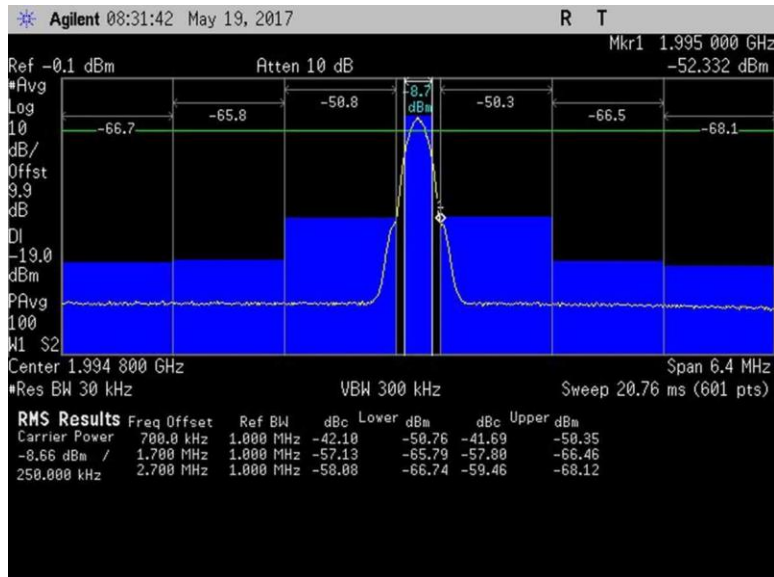 Agilent 08:31:42 May 19, 2017 R T
Mkr1 1.995 000 GHz
Ref -0.1 dBm Atten 10 dB -52.332 dBm
#Avg
Log
10
dB/
Offst
9.9
dB
DI
-19.0
dBm
PAvg
100
W1 S2
-66.7
-65.8
-50.8
-8.7
dBm
-50.3
-66.5
-68.1
1
Center 1.994 800 GHz Span 6.4 MHz
#Res BW 30 kHz VBW 300 kHz Sweep 20.76 ms (601 pts)
RMS Results Freq Offset Ref BW dBc Lower dBm dBc Upper dBm
Carrier Power 700.0 kHz 1.000 MHz -42.10 -50.76 -41.69 -50.35
-8.66 dBm / 1.700 MHz 1.000 MHz -57.13 -65.79 -57.80 -66.46
250.000 kHz 2.700 MHz 1.000 MHz -58.08 -66.74 -59.46 -68.12